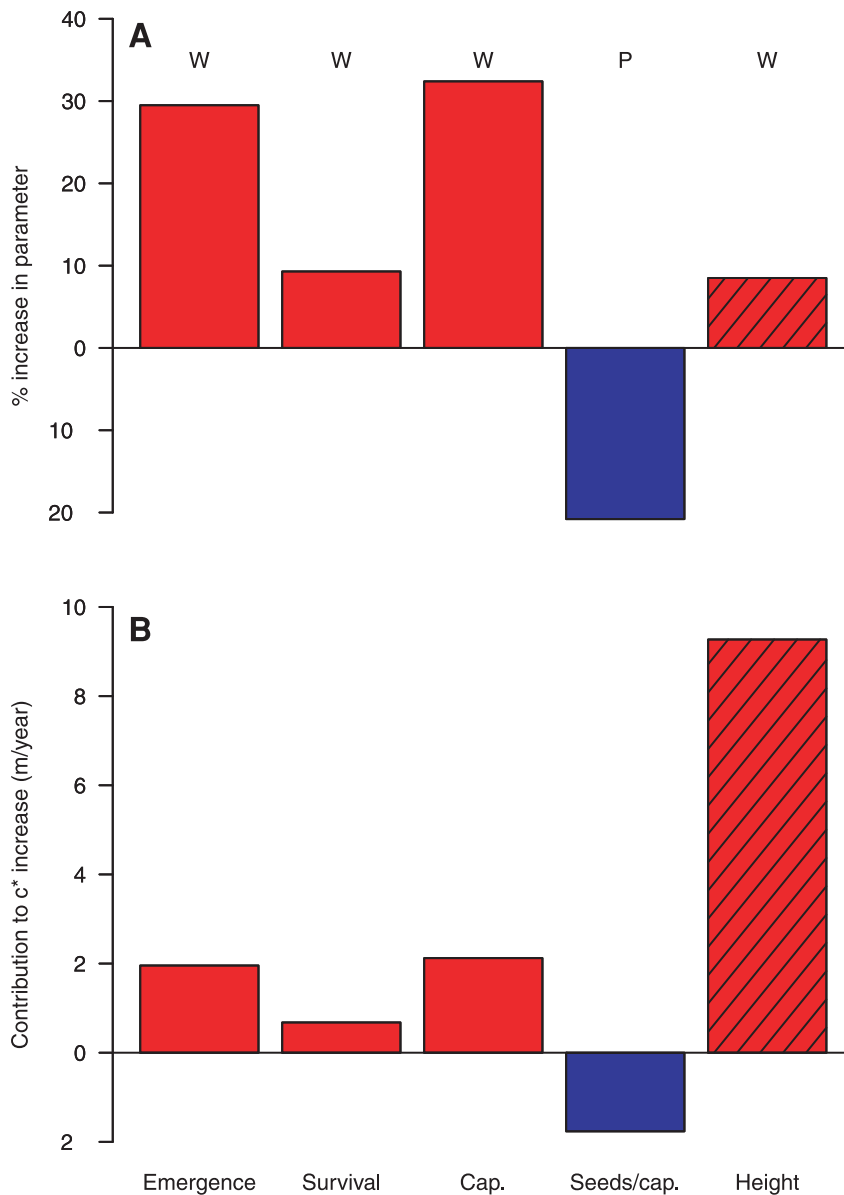 A
W W W P W
40
30
20
10
0
10
20
% increase in parameter
B
10
8
6
4
2
0
2
Contribution to c* increase (m/year)
Emergence Survival Cap. Seeds/cap. Height